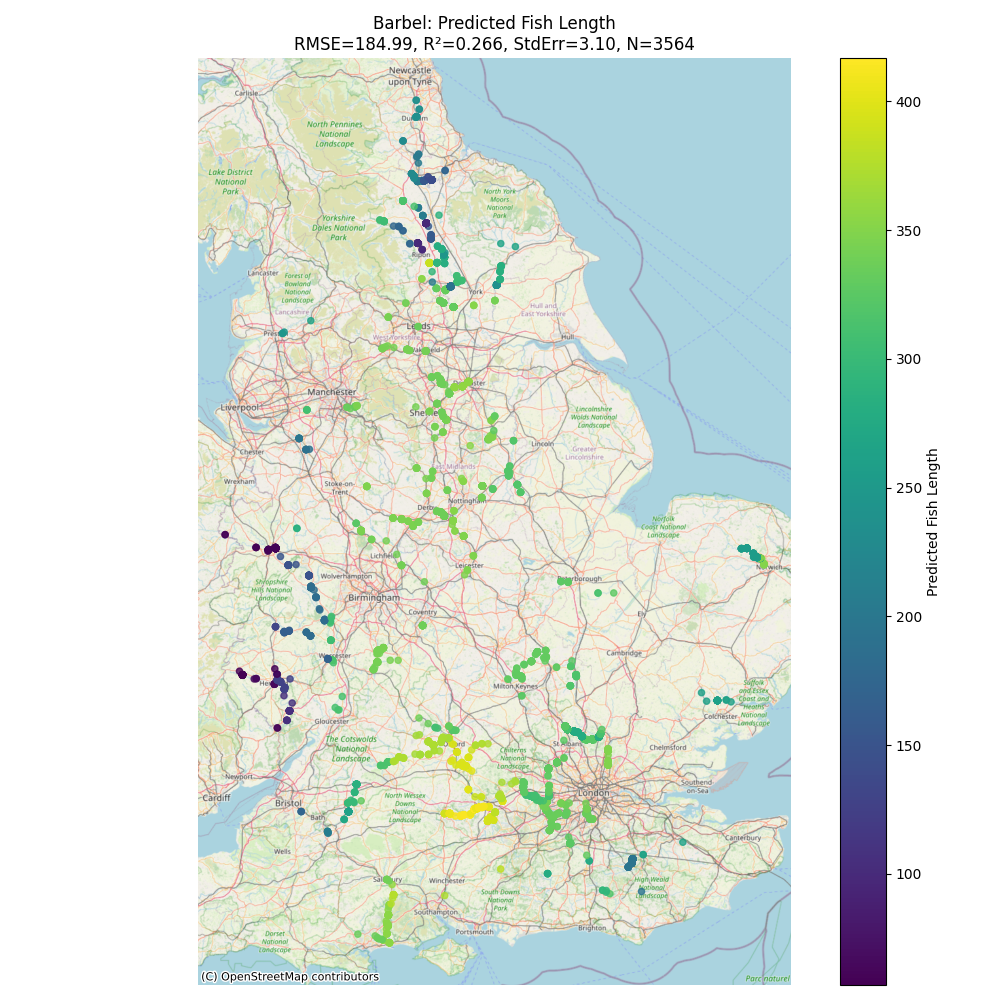 Barbel: Predicted Fish Length
RMSE=184.99, R²=0.266, StdErr=3.10, N=3564
Newcastle
upon Tyne
Carlisle
North Pennines
National
Landscape
Lake District
National
Park
North York
Moors
National
Park
Yorkshire
Dales National
Park
Ripon
Lancaster
Forest of
Bowland
National
Landscape
York
Lancashire
Hull and
East Yorkshire
Leeds
West Yorkshire
Hull
Wakefield
Manchester
Liverpool
Lincolnshire
Wolds National
Landscape
Chester
Lincoln
Greater
Lincolnshire
East Midlands
Wrexham
Stoke-on-
Trent
Nottingham
Norfolk
Coast National
Landscape
Norwich
Lichfield
Leicester
Peterborough
Shropshire
Hills National
Landscape
Wolverhampton
Birmingham
Coventry
Ely
Worcester
Cambridge
Milton Keynes
Suffolk
and Essex
Coast and
Heaths
National
Landscape
Colchester
Gloucester
The Cotswolds
National
Landscape
St Albans
Chelmsford
Chilterns
National
Landscape
Newport
Cardiff
Bristol
Bath
North Wessex
Downs
National
Landscape
London
Southend
-on-Sea
Canterbury
Wells
High Weald
National
Landscape
Salisbury
Winchester
South Downs
National
Park
Southampton
Portsmouth
Brighton
Dorset
National
Landscape
Parc naturel
(C) OpenStreetMap contributors
400
350
300
250
200
150
100
Predicted Fish Length